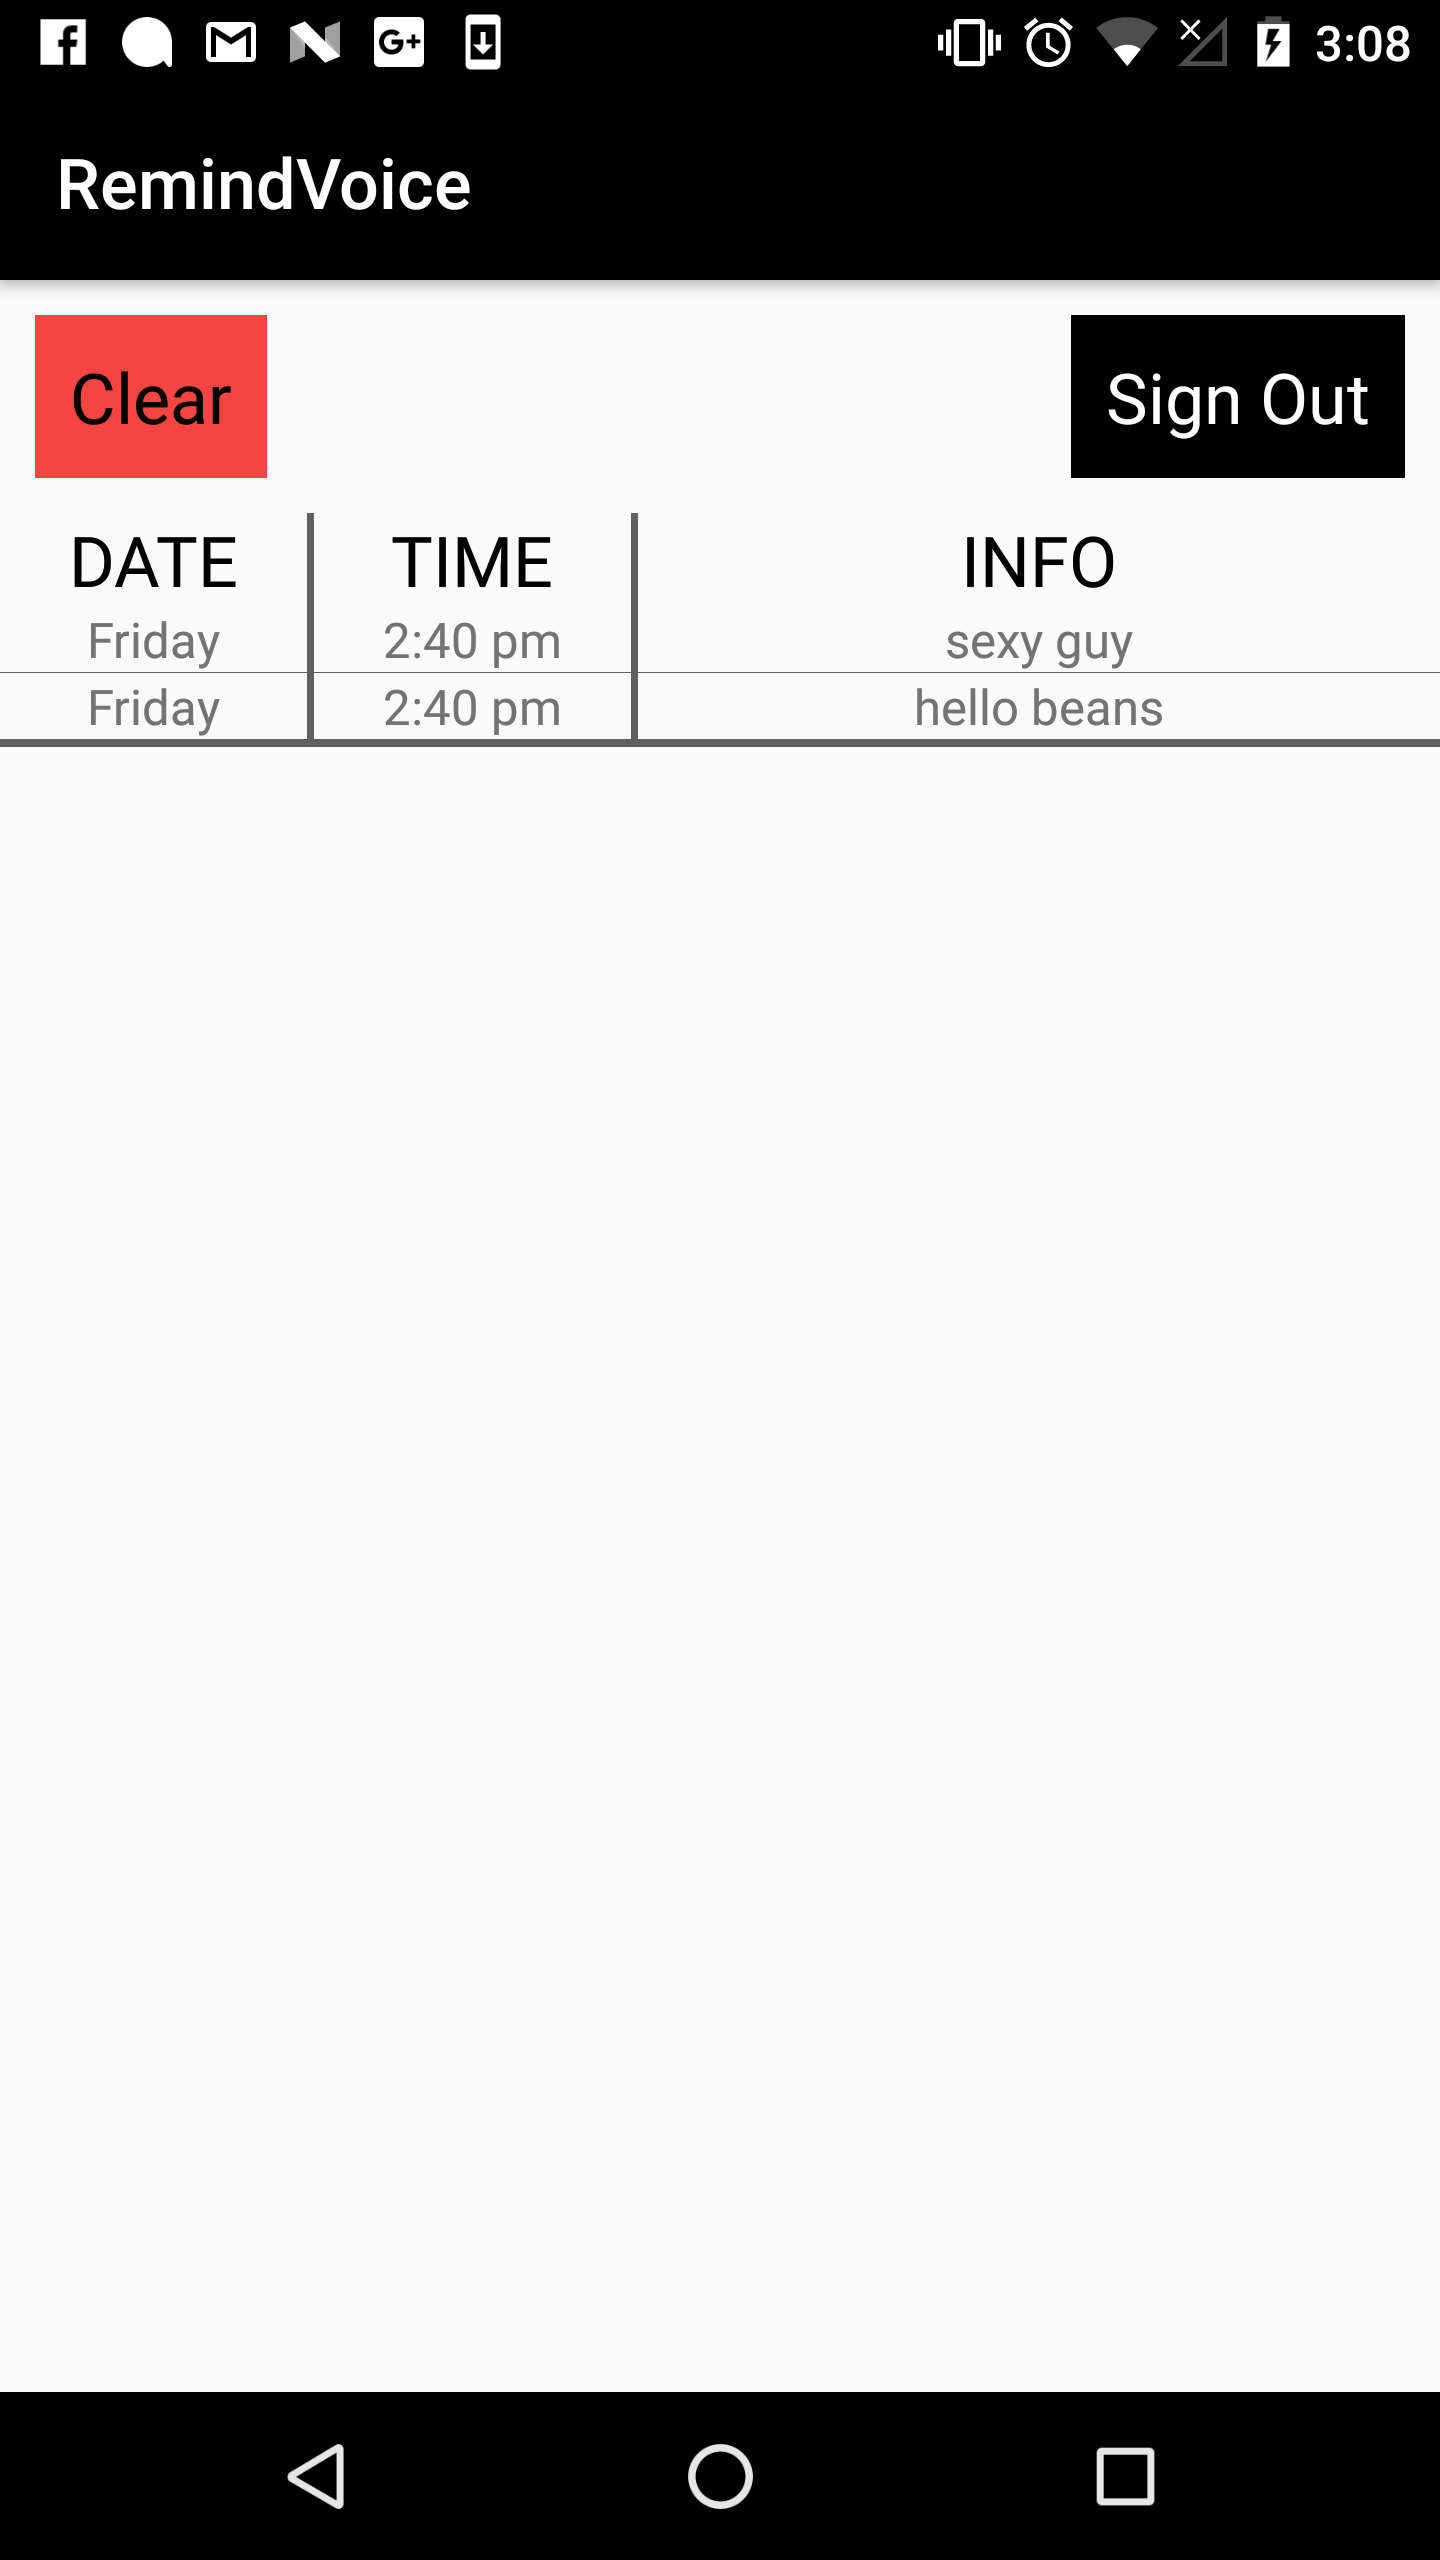 3:08
RemindVoice
Clear Sign Out
DATE TIME INFO
Friday 2:40 pm sexy guy
Friday 2:40 pm hello beans